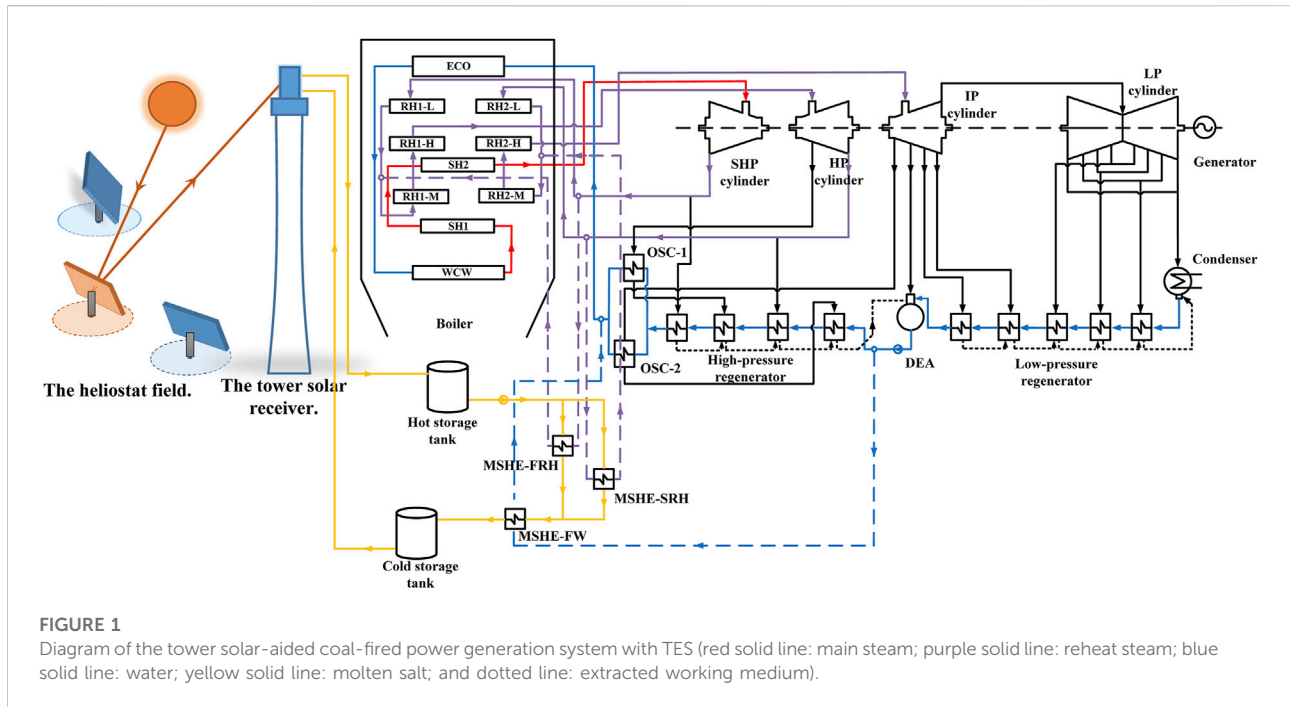 ECO
RH1-L
RH2-L
RH1-H
RH2-H
SH2
RH1-M
RH2-M
SH1
WCW
Boiler
SHP
cylinder
HP
cylinder
IP
cylinder
LP
cylinder
Generator
Condenser
OSC-1
OSC-2
High-pressure
regenerator
DEA
Low-pressure
regenerator
The heliostat field.
The tower solar
receiver.
Hot storage
tank
MSHE-FRH
MSHE-SRH
MSHE-FW
Cold storage
tank
FIGURE 1
Diagram of the tower solar-aided coal-fired power generation system with TES (red solid line: main steam; purple solid line: reheat steam; blue
solid line: water; yellow solid line: molten salt; and dotted line: extracted working medium).